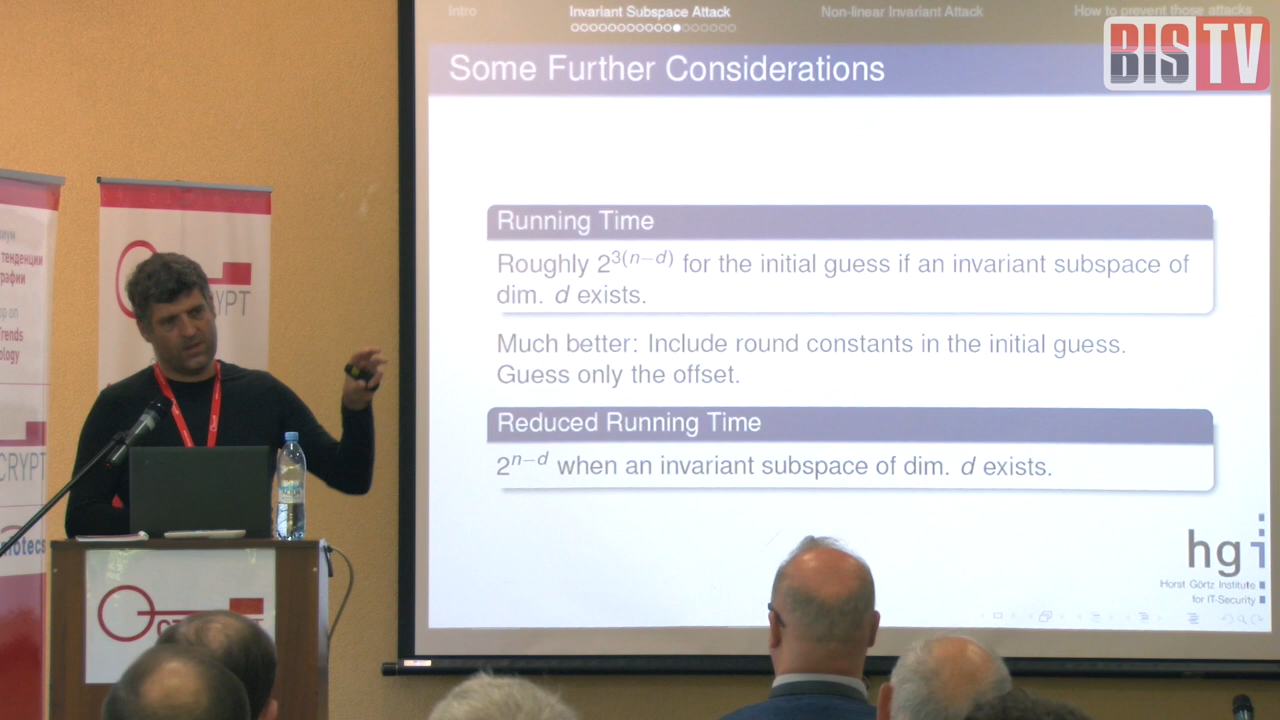 Intro
Invariant Subspace Attack
Non-linear Invariant Attack
How to prevent those attacks
BIS TV
Some Further Considerations
Running Time
Roughly 2^{3(n−d)} for the initial guess if an invariant subspace of
dim. d exists.
Much better: Include round constants in the initial guess.
Guess only the offset.
Reduced Running Time
2^{n−d} when an invariant subspace of dim. d exists.
hgi
Horst Görtz Institute
for IT-Security
тенденции
CRYPT